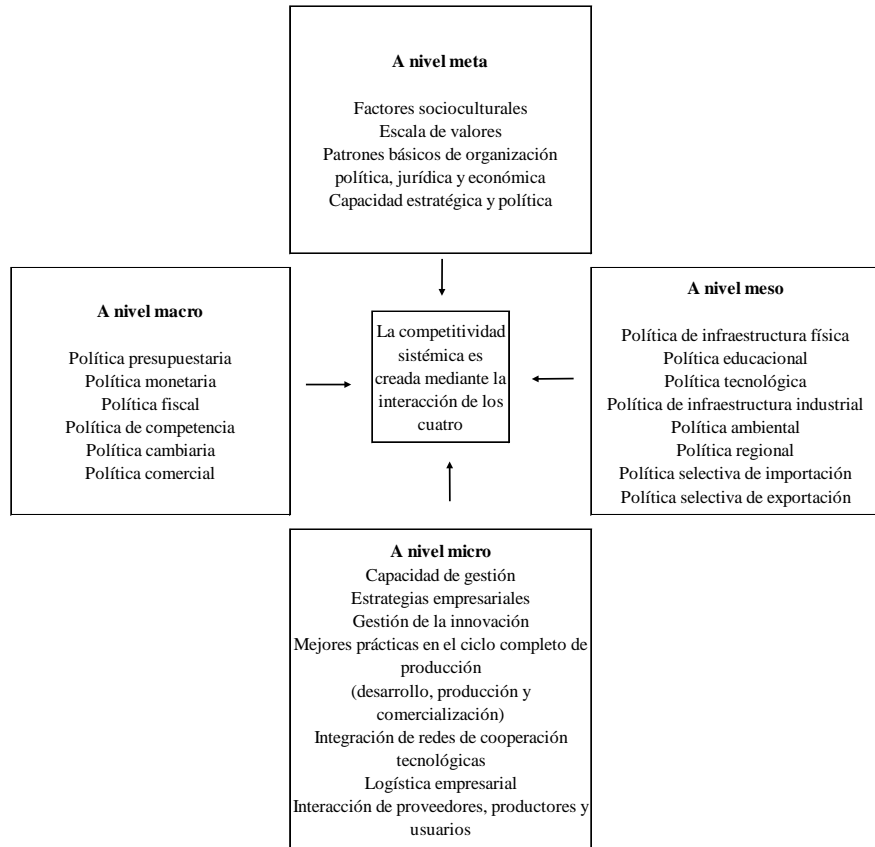 A nivel meta
Factores socioculturales
Escala de valores
Patrones básicos de organización
política, jurídica y económica
Capacidad estratégica y política
A nivel macro
Política presupuestaria
Política monetaria
Política fiscal
Política de competencia
Política cambiaria
Política comercial
La competitividad
sistémica es
creada mediante la
interacción de los
cuatro
A nivel meso
Política de infraestructura física
Política educacional
Política tecnológica
Política de infraestructura industrial
Política ambiental
Política regional
Política selectiva de importación
Política selectiva de exportación
A nivel micro
Capacidad de gestión
Estrategias empresariales
Gestión de la innovación
Mejores prácticas en el ciclo completo de
producción
(desarrollo, producción y
comercialización)
Integración de redes de cooperación
tecnológicas
Logística empresarial
Interacción de proveedores, productores y
usuarios